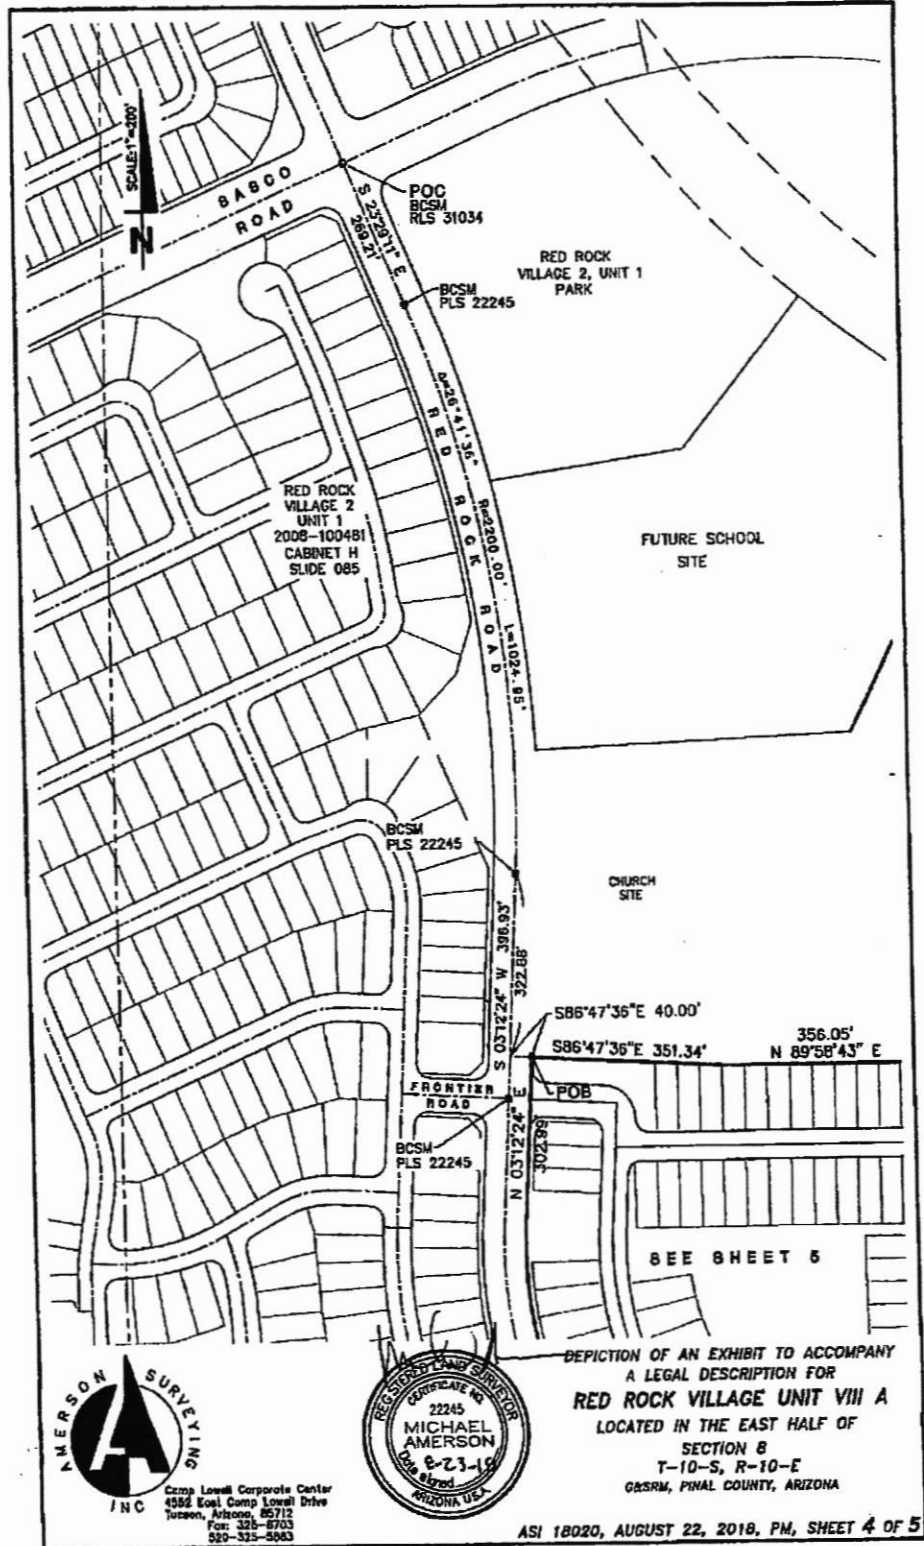 SCALE:1"=200'
N
SASCO
ROAD
POC
BCSM
RLS 31034
S 23°29'11" E
269.21'
BCSM
PLS 22245
RED ROCK
VILLAGE 2, UNIT 1
PARK
Δ=26°41'36"
R=2200.00'
L=1024.95'
RED ROCK ROAD
RED ROCK
VILLAGE 2
UNIT 1
2008-100481
CABINET H
SLIDE 085
FUTURE SCHOOL
SITE
BCSM
PLS 22245
CHURCH
SITE
S 03°12'24" W 396.93'
322.88'
S86°47'36"E 40.00'
S86°47'36"E 351.34'
356.05'
N 89°58'43" E
POB
FRONTIER
ROAD
BCSM
PLS 22245
N 03°12'24" E
302.99'
SEE SHEET 5
DEPICTION OF AN EXHIBIT TO ACCOMPANY
A LEGAL DESCRIPTION FOR
RED ROCK VILLAGE UNIT VIII A
LOCATED IN THE EAST HALF OF
SECTION 8
T-10-S, R-10-E
G&SRM, PINAL COUNTY, ARIZONA
AMERSON SURVEYING INC
A
Camp Lowell Corporate Center
4552 East Camp Lowell Drive
Tucson, Arizona, 85712
Fax: 325-8703
520-325-5883
REGISTERED LAND SURVEYOR
CERTIFICATE NO.
22245
MICHAEL
AMERSON
8-23-18
Date signed
ARIZONA U.S.A.
ASI 18020, AUGUST 22, 2018, PM, SHEET 4 OF 5